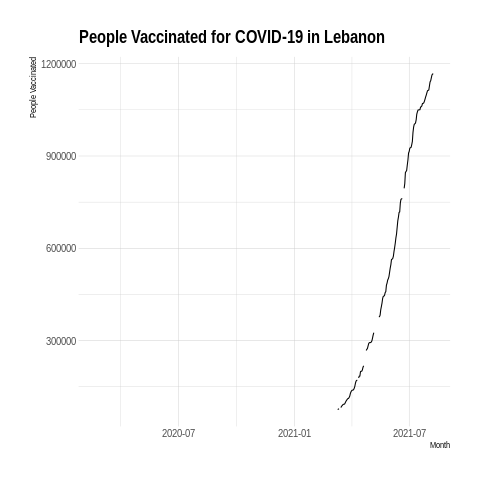 People Vaccinated for COVID-19 in Lebanon
People Vaccinated
1200000
900000
600000
300000
2020-07 2021-01 2021-07
Month